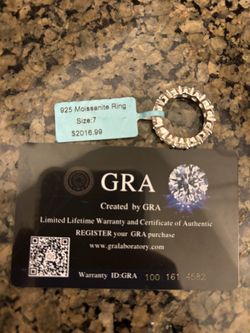 925 Moissanite Ring
Size:7
$2016.99
GRA
Created by GRA
Limited Lifetime Warranty and Certificate of Authentic
REGISTER your GRA purchase
www.gralaboratory.com
Warranty ID:GRA 100 161 4582